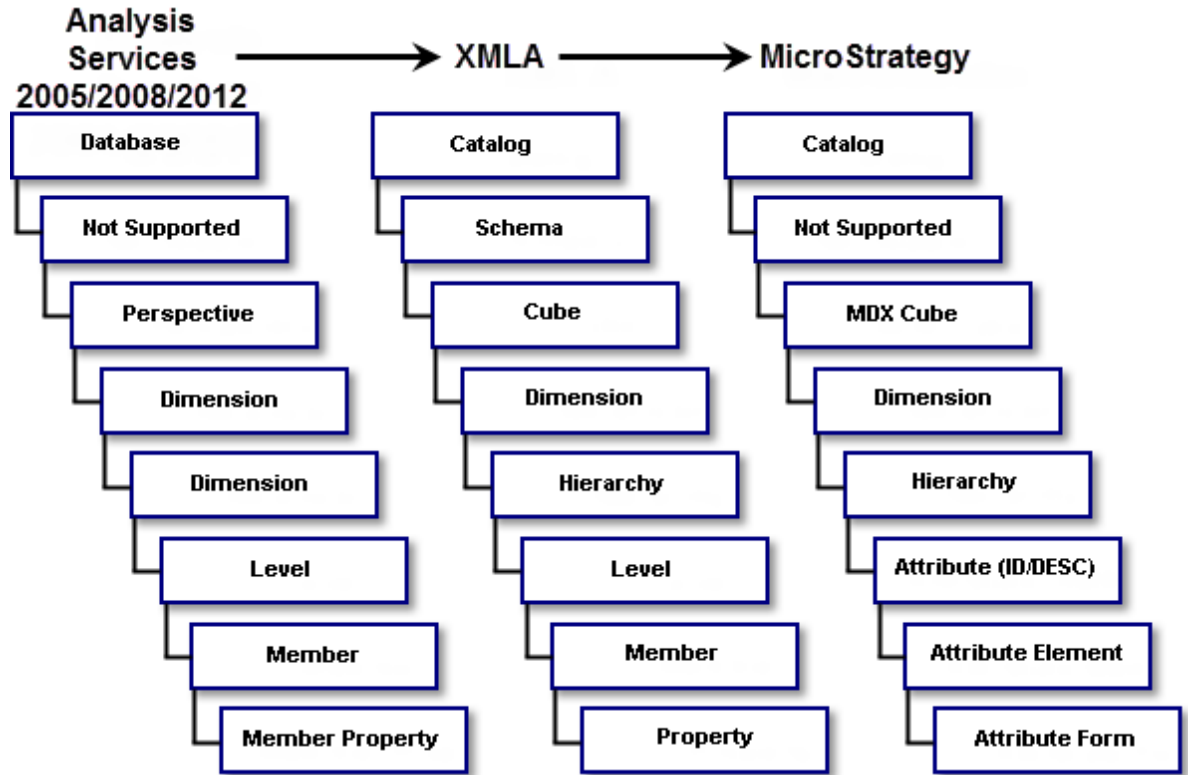 Analysis
Services
2005/2008/2012
XMLA
MicroStrategy
Database
Not Supported
Perspective
Dimension
Dimension
Level
Member
Member Property
Catalog
Schema
Cube
Dimension
Hierarchy
Level
Member
Property
Catalog
Not Supported
MDX Cube
Dimension
Hierarchy
Attribute (ID/DESC)
Attribute Element
Attribute Form